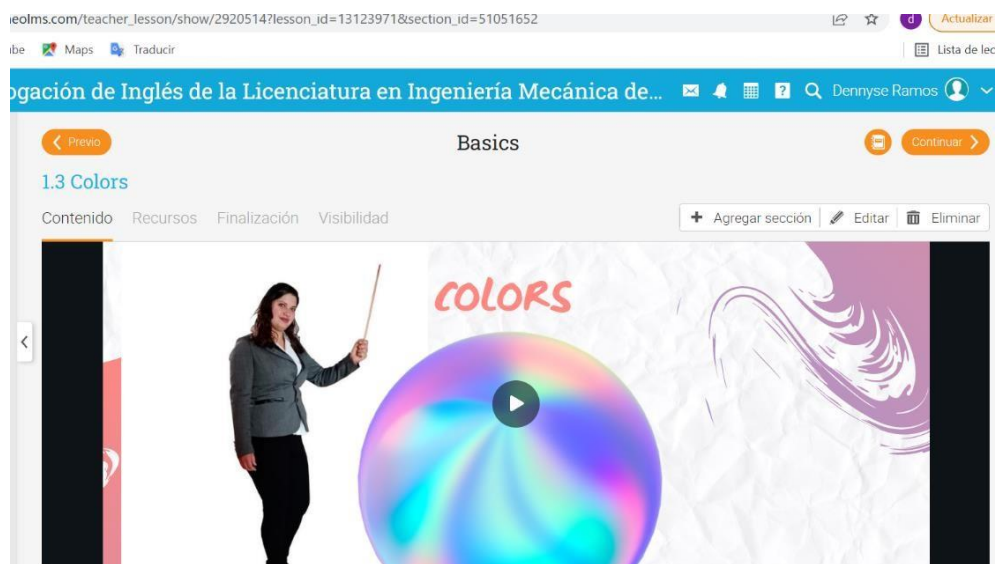 neolms.com/teacher_lesson/show/2920514?lesson_id=13123971&section_id=51051652
d Actualizar
Maps Traducir
Lista de lec
ogación de Inglés de la Licenciatura en Ingeniería Mecánica de... Dennyse Ramos
Previo
Basics
Continuar
1.3 Colors
Contenido Recursos Finalización Visibilidad
Agregar sección Editar Eliminar
COLORS